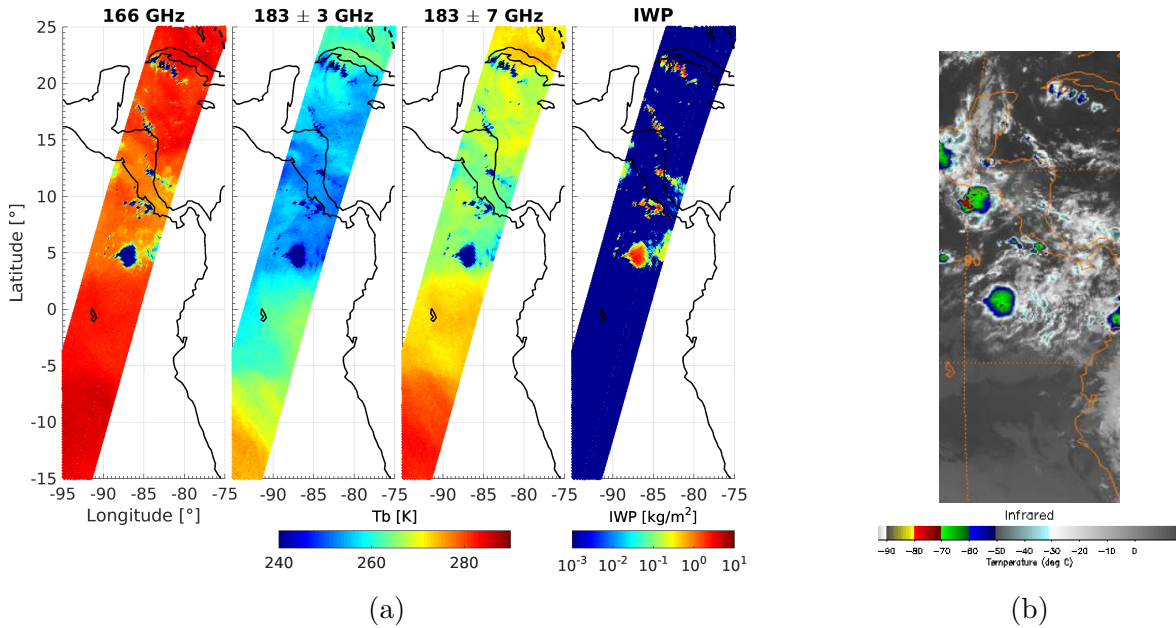 166 GHz 183 ± 3 GHz 183 ± 7 GHz IWP
25
20
15
10
5
0
-5
-10
-15
Latitude [°]
-95 -90 -85 -80 -75 -90 -85 -80 -75 -90 -85 -80 -75 -90 -85 -80 -75
Longitude [°]
Tb [K]
240 260 280
IWP [kg/m²]
10⁻³ 10⁻² 10⁻¹ 10⁰ 10¹
(a)
Infrared
-90 -80 -70 -60 -50 -40 -30 -20 -10 0
Temperature (deg C)
(b)